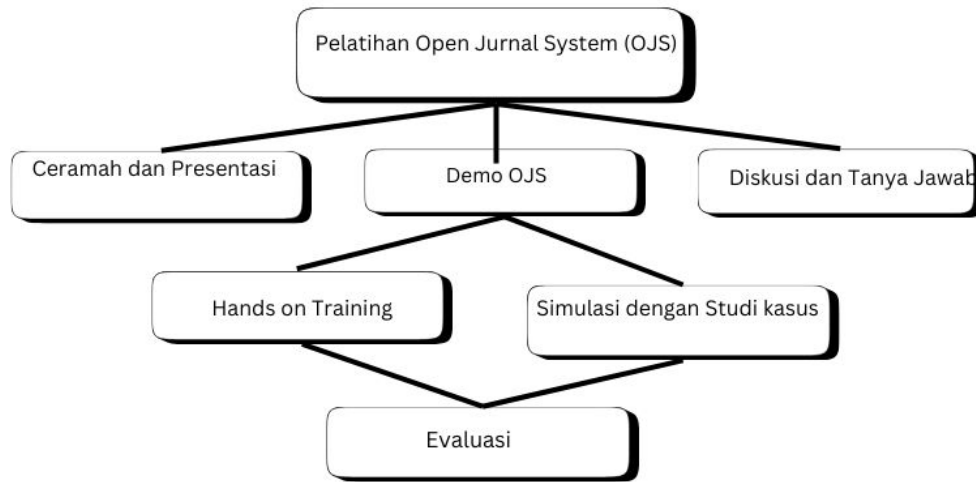 Pelatihan Open Jurnal System (OJS)
Ceramah dan Presentasi
Demo OJS
Diskusi dan Tanya Jawab
Hands on Training
Simulasi dengan Studi kasus
Evaluasi